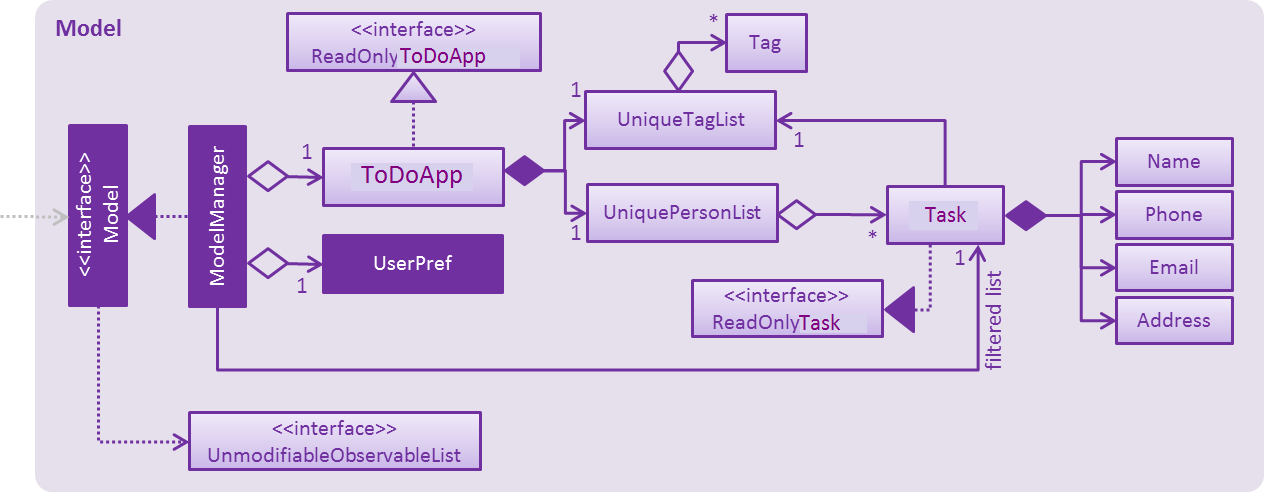 Model
<<interface>>
ReadOnlyToDoApp
*
Tag
1
UniqueTagList
1
<<interface>>
Model
ModelManager
1
ToDoApp
Name
UniquePersonList
1
*
Task
Phone
1
UserPref
1
Email
<<interface>>
ReadOnlyTask
filtered list
Address
<<interface>>
UnmodifiableObservableList